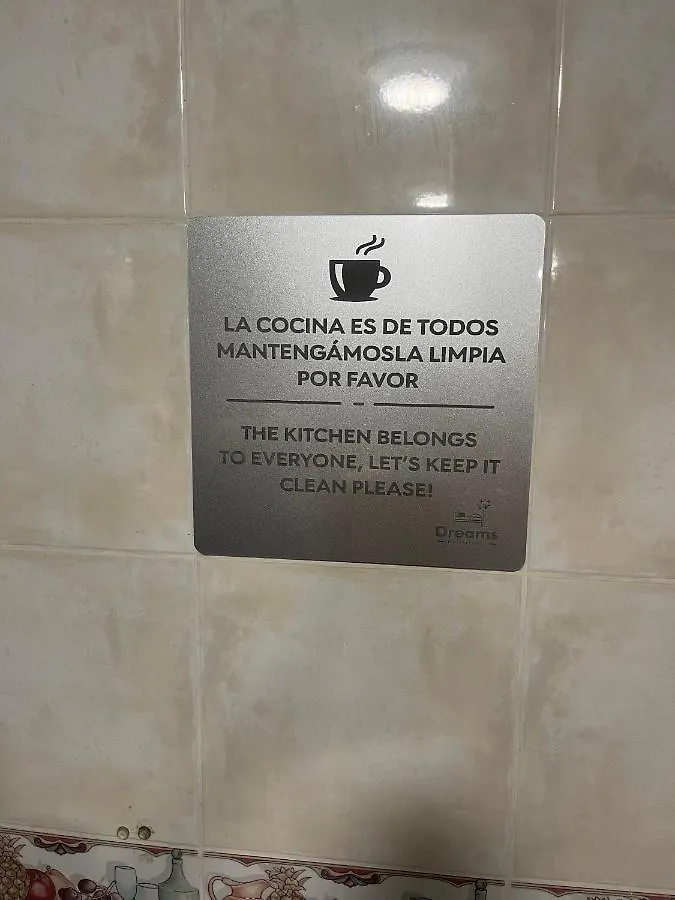 LA COCINA ES DE TODOS
MANTENGÁMOSLA LIMPIA
POR FAVOR
THE KITCHEN BELONGS
TO EVERYONE, LET'S KEEP IT
CLEAN PLEASE!
Dreams